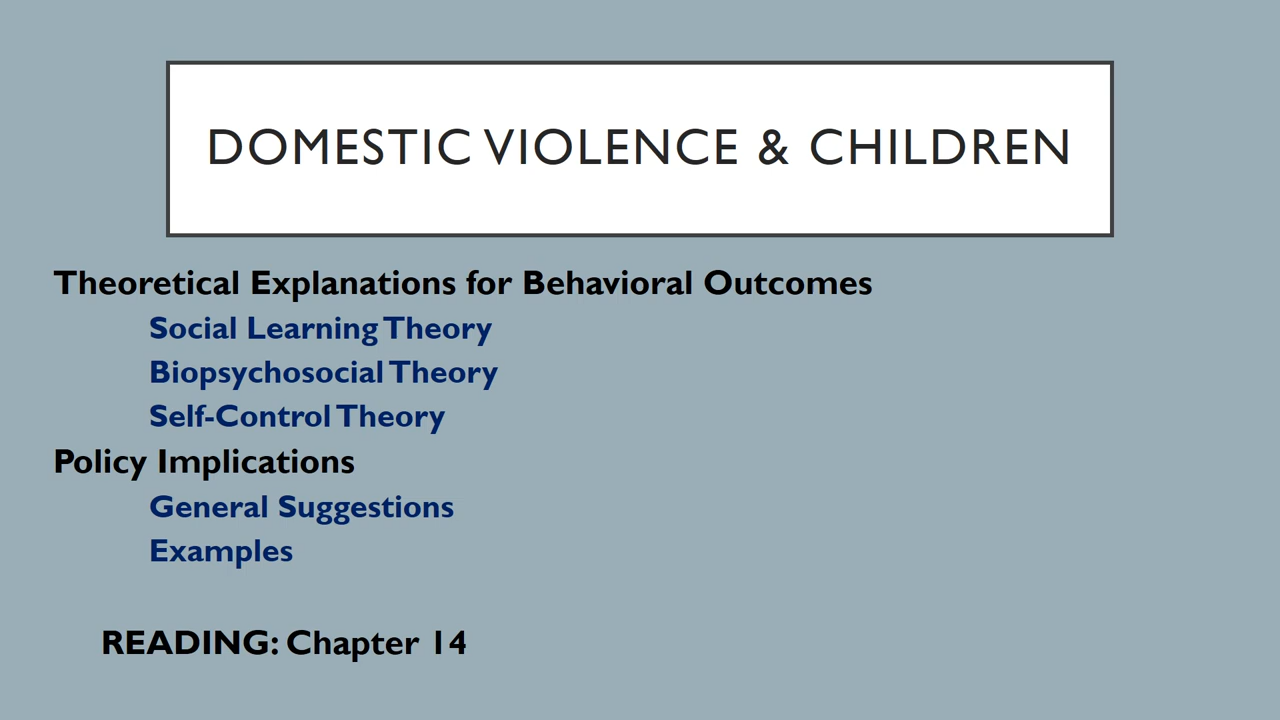 DOMESTIC VIOLENCE & CHILDREN
Theoretical Explanations for Behavioral Outcomes
Social Learning Theory
Biopsychosocial Theory
Self-Control Theory
Policy Implications
General Suggestions
Examples
READING: Chapter 14